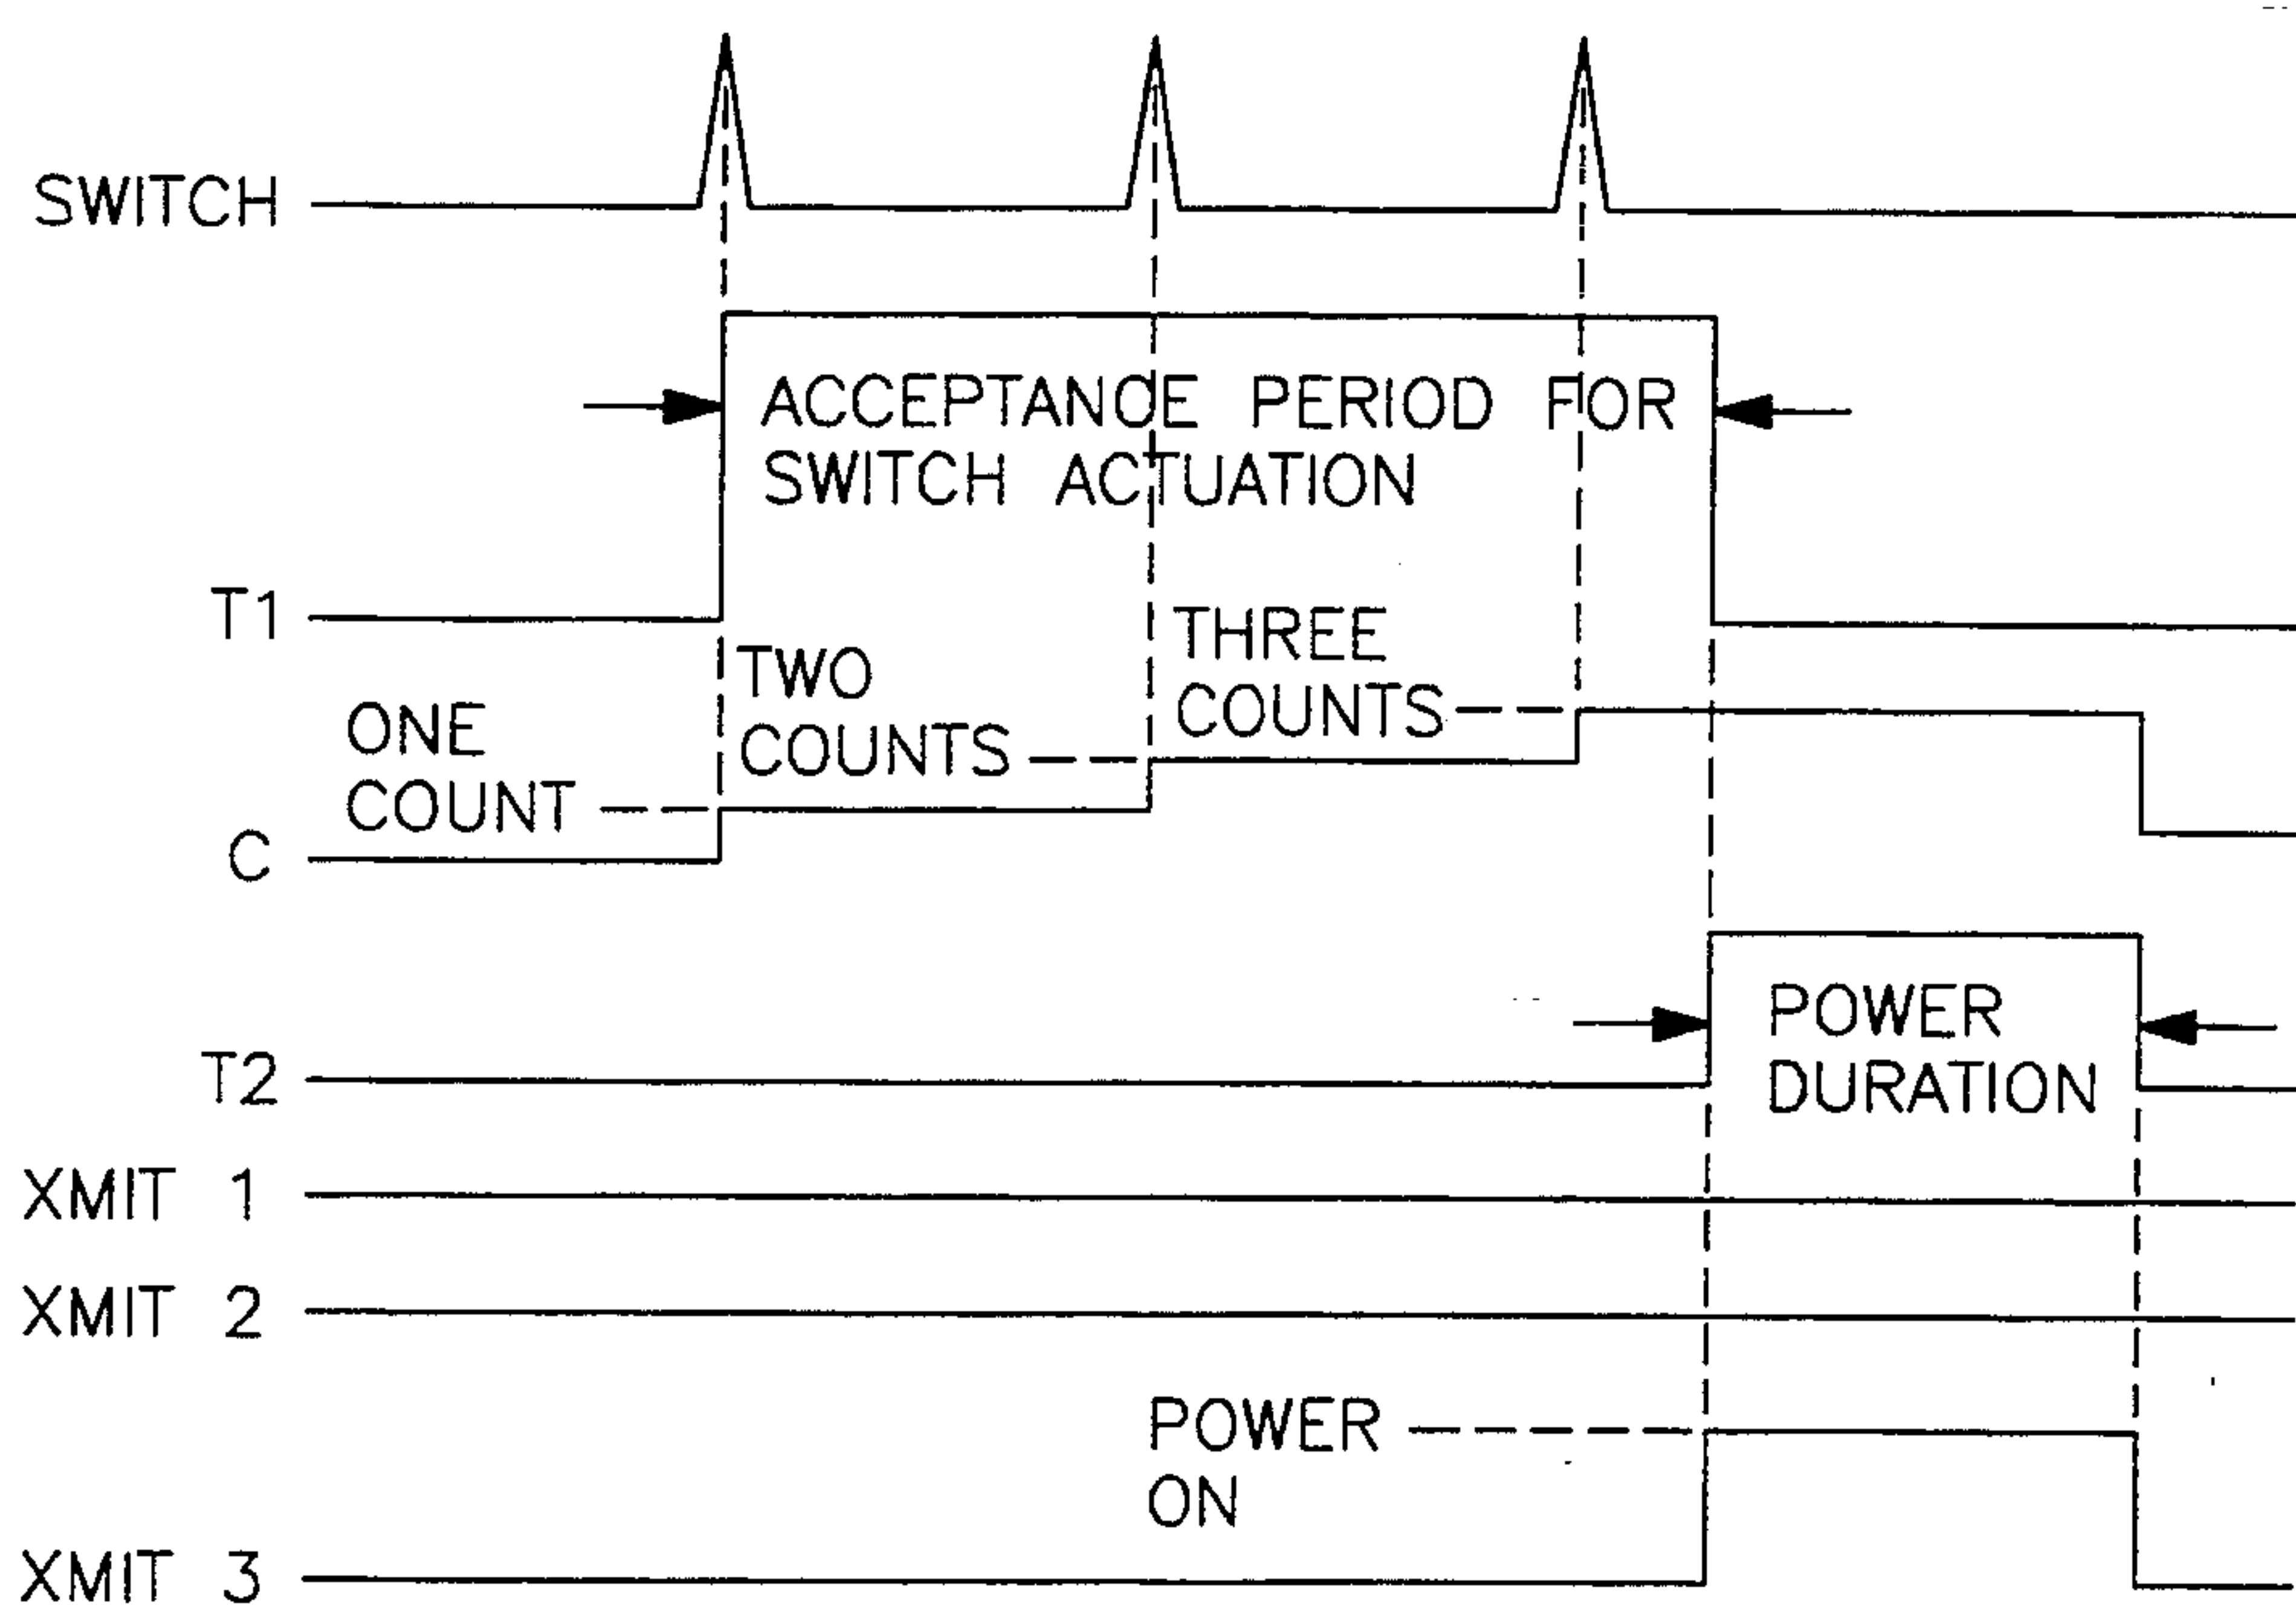 SWITCH
ACCEPTANCE PERIOD FOR
SWITCH ACTUATION
T1
THREE
COUNTS
TWO
COUNTS
ONE
COUNT
C
POWER
DURATION
T2
XMIT 1
XMIT 2
POWER
ON
XMIT 3